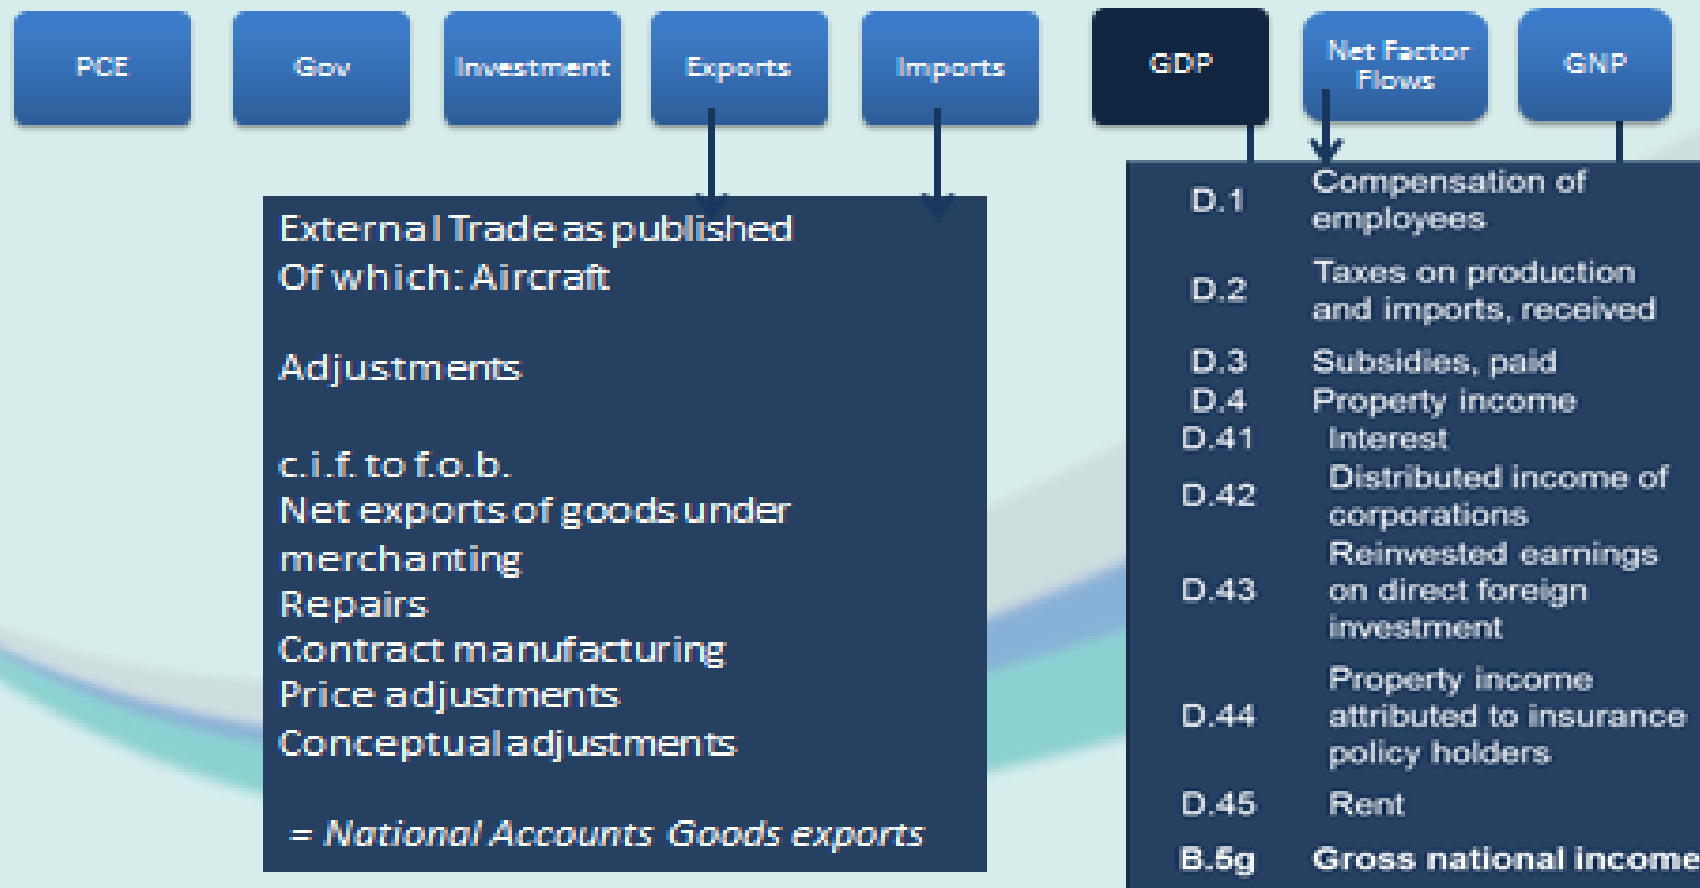 PCE
Gov
Investment
Exports
Imports
GDP
Net Factor
Flows
GNP
External Trade as published
Of which: Aircraft
Adjustments
c.i.f. to f.o.b.
Net exports of goods under
merchanting
Repairs
Contract manufacturing
Price adjustments
Conceptual adjustments
= National Accounts Goods exports
D.1 Compensation of
employees
D.2 Taxes on production
and imports, received
D.3 Subsidies, paid
D.4 Property income
D.41 Interest
D.42 Distributed income of
corporations
D.43 Reinvested earnings
on direct foreign
investment
D.44 Property income
attributed to insurance
policy holders
D.45 Rent
B.5g Gross national income